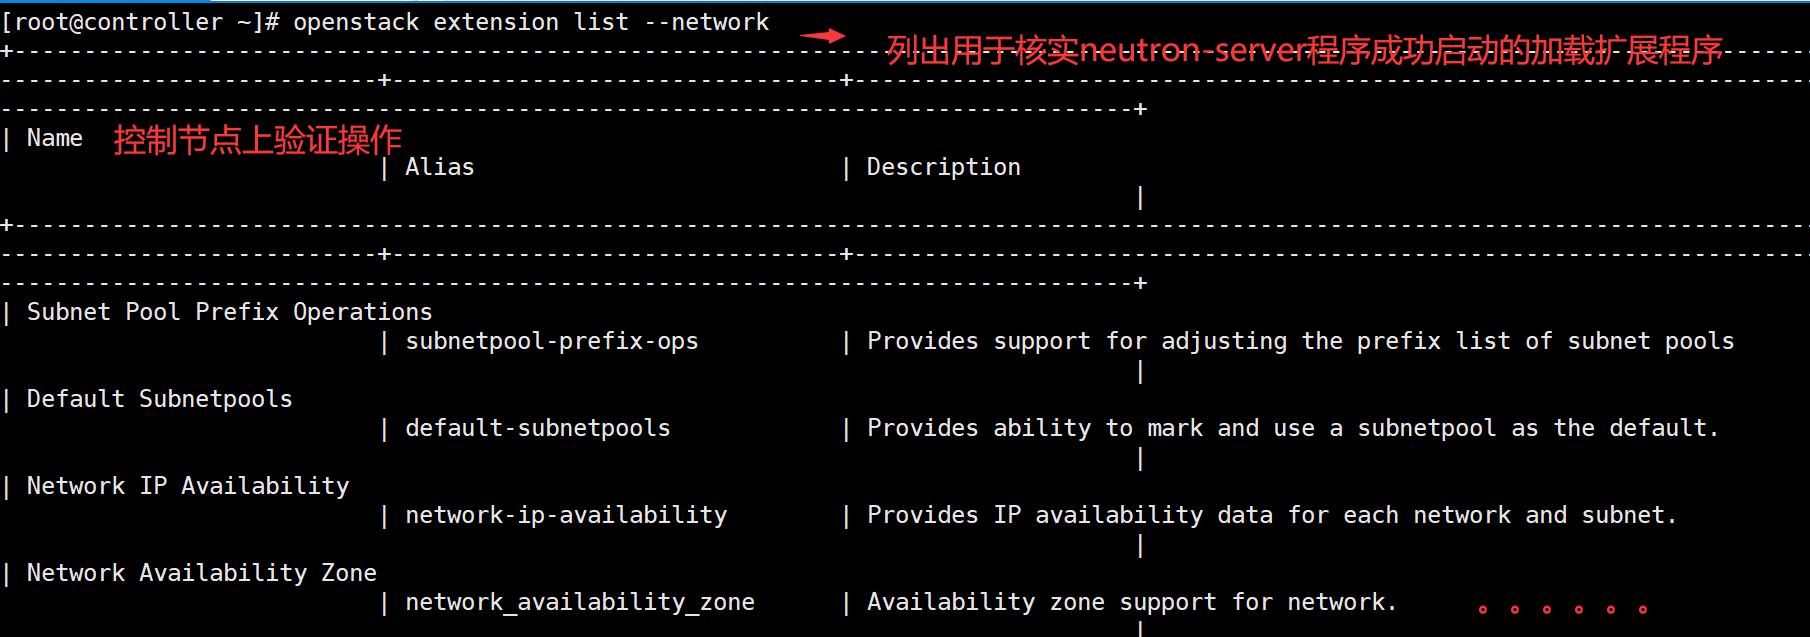 [root@controller ~]# openstack extension list --network
列出用于核实neutron-server程序成功启动的加载扩展程序
+--------------------------------------------------------------------------------------------------------------------------------
---------------------------+--------------------------------+---------------------------------------------------------------------
---------------------------------------------------------------------------------+
| Name 控制节点上验证操作
| Alias | Description
|
+--------------------------------------------------------------------------------------------------------------------------------
---------------------------+--------------------------------+---------------------------------------------------------------------
---------------------------------------------------------------------------------+
| Subnet Pool Prefix Operations
| subnetpool-prefix-ops | Provides support for adjusting the prefix list of subnet pools
|
| Default Subnetpools
| default-subnetpools | Provides ability to mark and use a subnetpool as the default.
|
| Network IP Availability
| network-ip-availability | Provides IP availability data for each network and subnet.
|
| Network Availability Zone
| network_availability_zone | Availability zone support for network. 。。。。。。
|